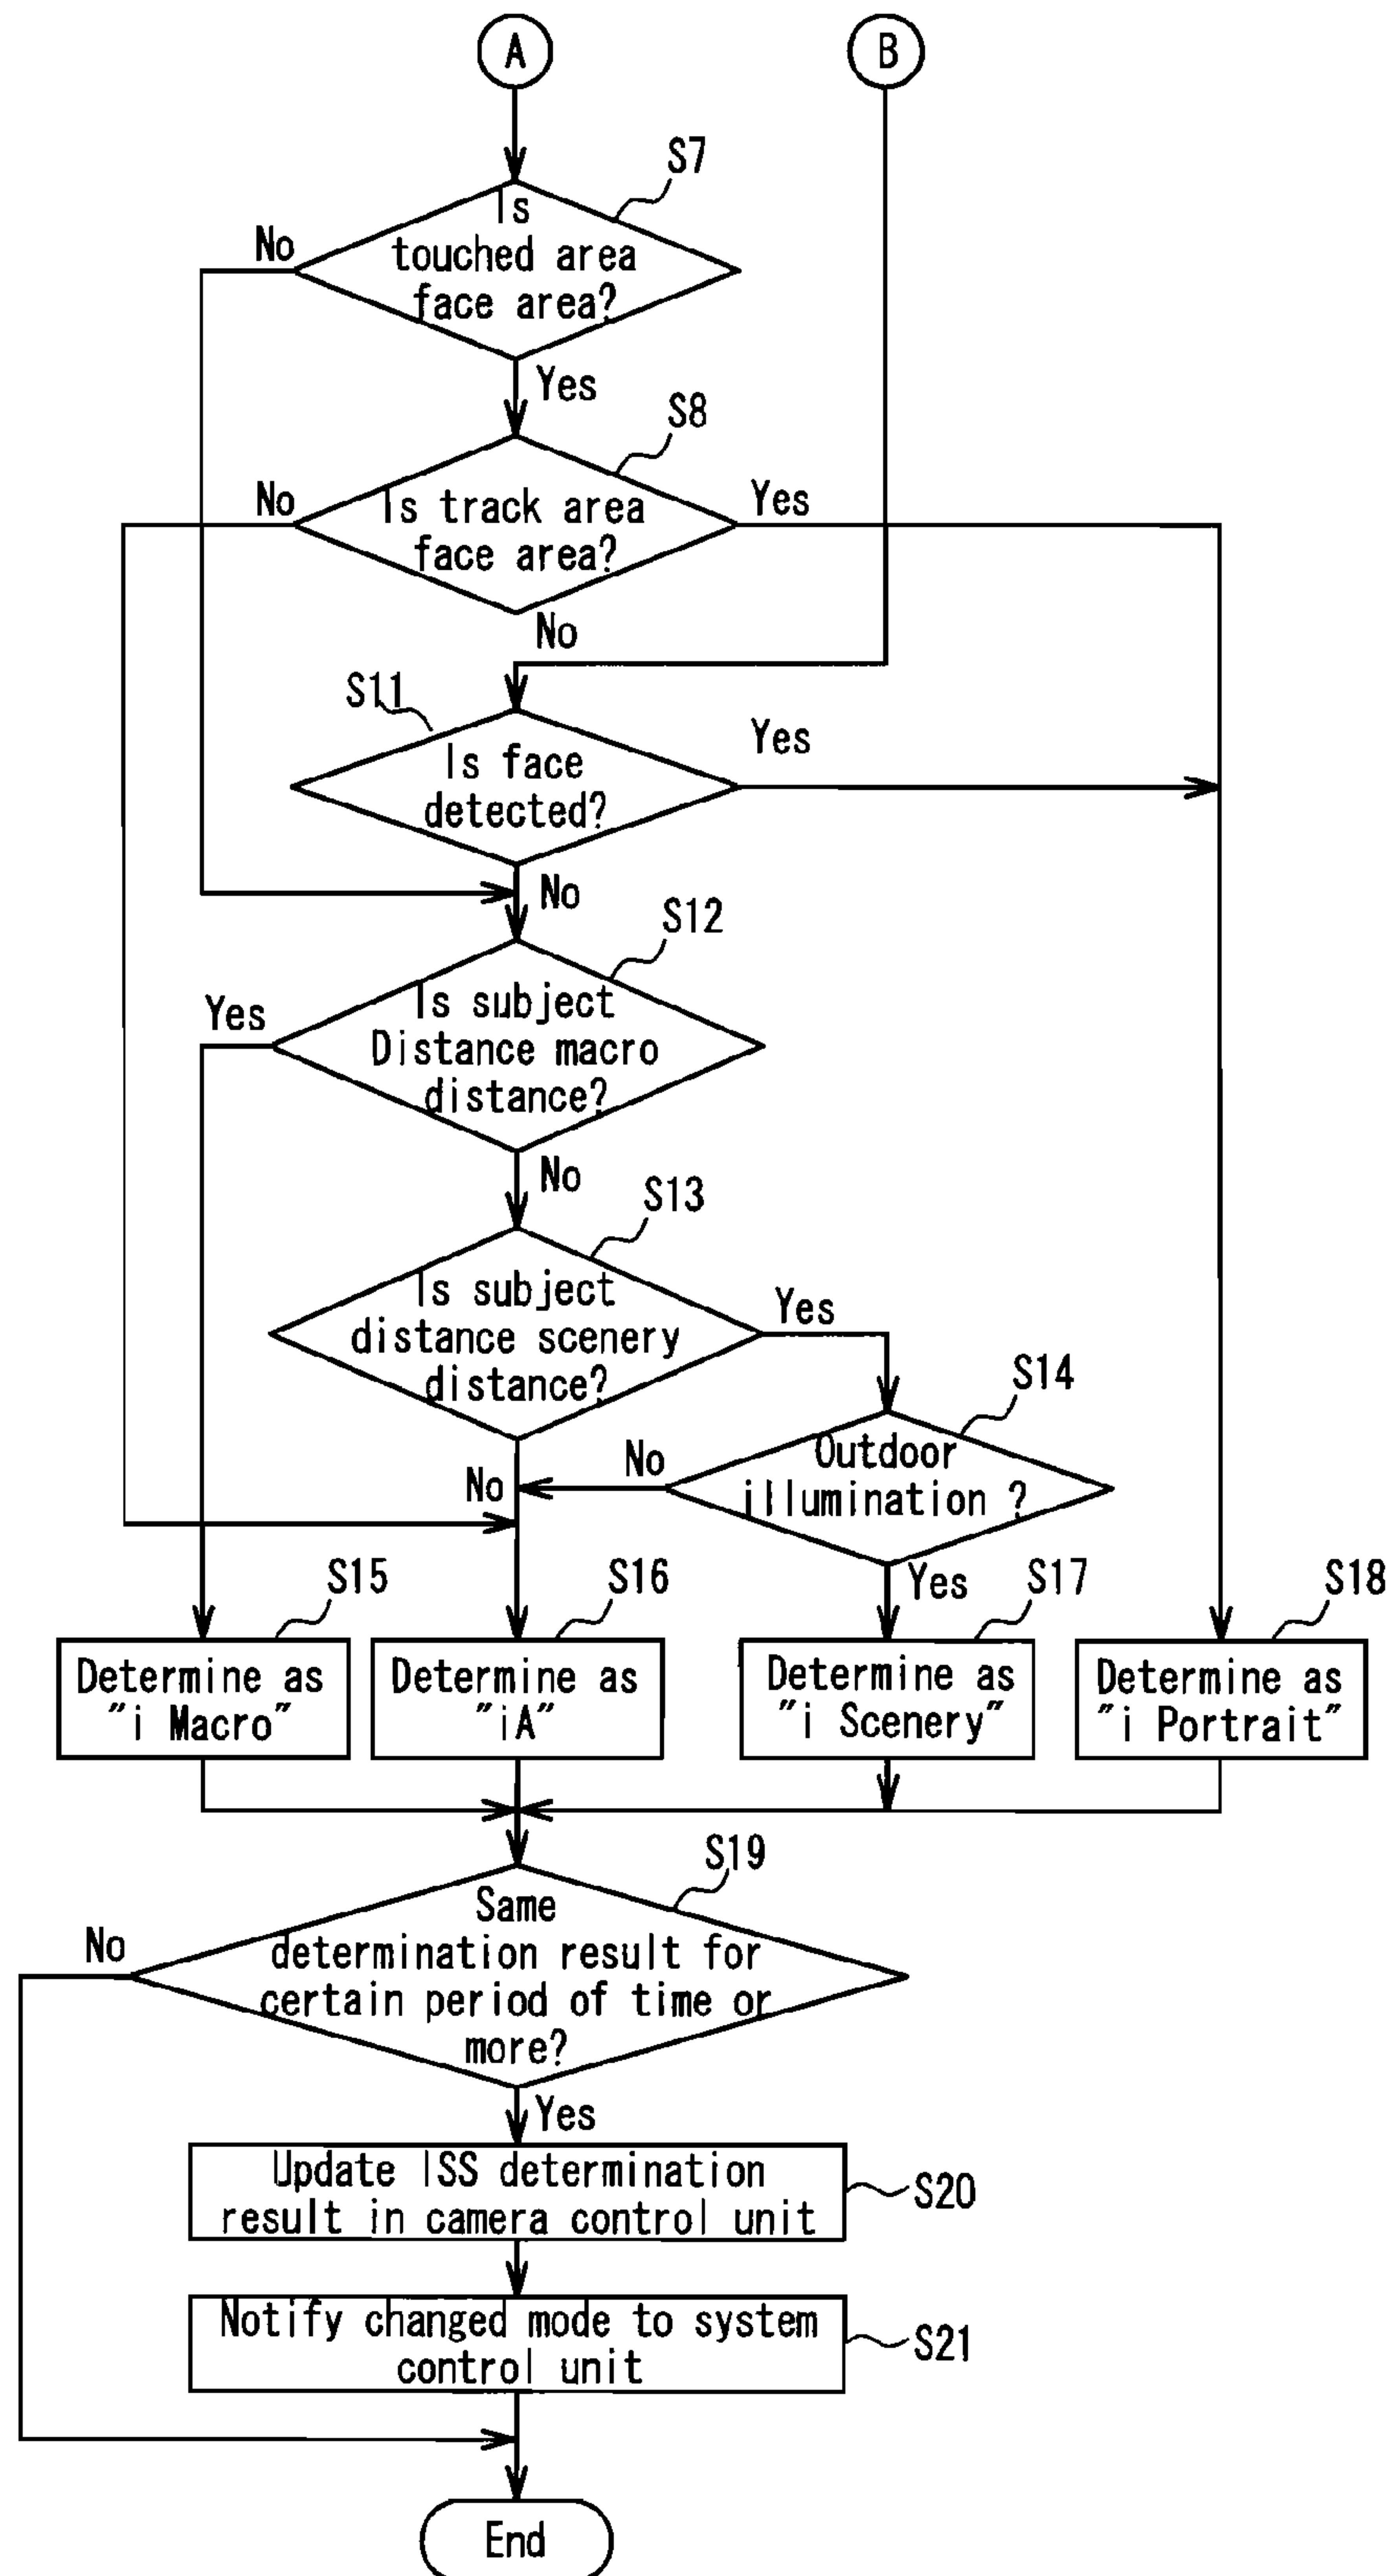 A
B
S7
Is
touched area
face area?
No
Yes
S8
Is track area
face area?
No
Yes
No
S11
Is face
detected?
Yes
No
S12
Is subject
Distance macro
distance?
Yes
No
S13
Is subject
distance scenery
distance?
Yes
No
S14
Outdoor
illumination ?
No
Yes
S15
Determine as
"i Macro"
S16
Determine as
"iA"
S17
Determine as
"i Scenery"
S18
Determine as
"i Portrait"
S19
Same
determination result for
certain period of time or
more?
No
Yes
Update ISS determination
result in camera control unit
S20
Notify changed mode to system
control unit
S21
End